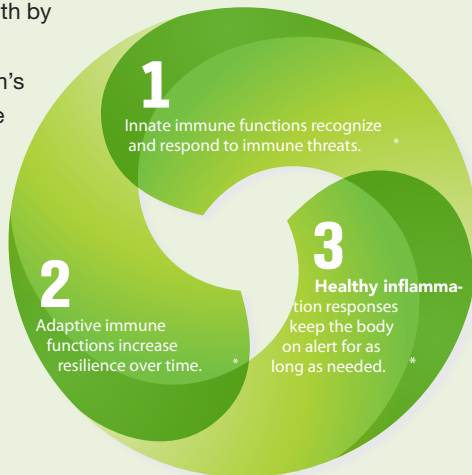 th by
n's
e
1
Innate immune functions recognize
and respond to immune threats. *
2
Adaptive immune
functions increase
resilience over time. *
3
Healthy inflamma-
tion responses
keep the body
on alert for as
long as needed. *